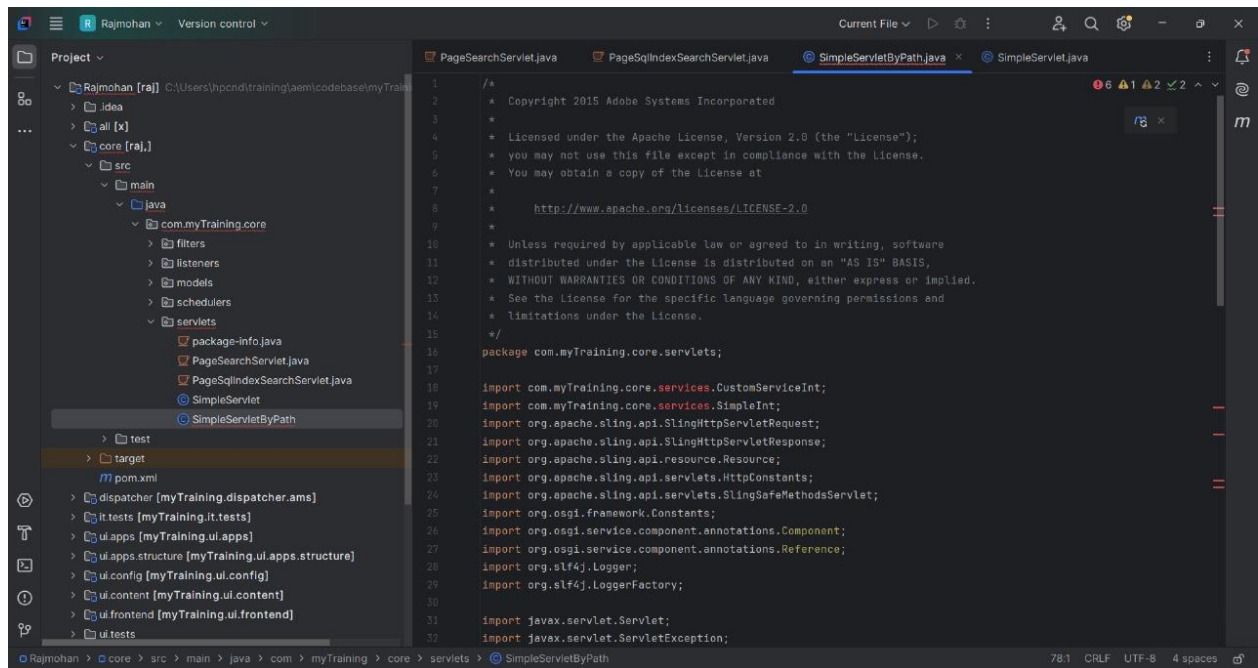 R Rajmohan Version control Current File
Project
Rajmohan [raj] C:\Users\hpcnd\training\aem\codebase\myTraini
.idea
all [x]
core [raj,]
src
main
java
com.myTraining.core
filters
listeners
models
schedulers
servlets
package-info.java
PageSearchServlet.java
PageSqlIndexSearchServlet.java
SimpleServlet
SimpleServletByPath
test
target
m pom.xml
dispatcher [myTraining.dispatcher.ams]
it.tests [myTraining.it.tests]
ui.apps [myTraining.ui.apps]
ui.apps.structure [myTraining.ui.apps.structure]
ui.config [myTraining.ui.config]
ui.content [myTraining.ui.content]
ui.frontend [myTraining.ui.frontend]
ui.tests
PageSearchServlet.java PageSqlIndexSearchServlet.java SimpleServletByPath.java SimpleServlet.java
6 1 2 2
m
1 /*
2 * Copyright 2015 Adobe Systems Incorporated
3 *
4 * Licensed under the Apache License, Version 2.0 (the "License");
5 * you may not use this file except in compliance with the License.
6 * You may obtain a copy of the License at
7 *
8 * http://www.apache.org/licenses/LICENSE-2.0
9 *
10 * Unless required by applicable law or agreed to in writing, software
11 * distributed under the License is distributed on an "AS IS" BASIS,
12 * WITHOUT WARRANTIES OR CONDITIONS OF ANY KIND, either express or implied.
13 * See the License for the specific language governing permissions and
14 * limitations under the License.
15 */
16 package com.myTraining.core.servlets;
17
18 import com.myTraining.core.services.CustomServiceInt;
19 import com.myTraining.core.services.SimpleInt;
20 import org.apache.sling.api.SlingHttpServletRequest;
21 import org.apache.sling.api.SlingHttpServletResponse;
22 import org.apache.sling.api.resource.Resource;
23 import org.apache.sling.api.servlets.HttpConstants;
24 import org.apache.sling.api.servlets.SlingSafeMethodsServlet;
25 import org.osgi.framework.Constants;
26 import org.osgi.service.component.annotations.Component;
27 import org.osgi.service.component.annotations.Reference;
28 import org.slf4j.Logger;
29 import org.slf4j.LoggerFactory;
30
31 import javax.servlet.Servlet;
32 import javax.servlet.ServletException;
Rajmohan > core > src > main > java > com > myTraining > core > servlets > SimpleServletByPath 78:1 CRLF UTF-8 4 spaces